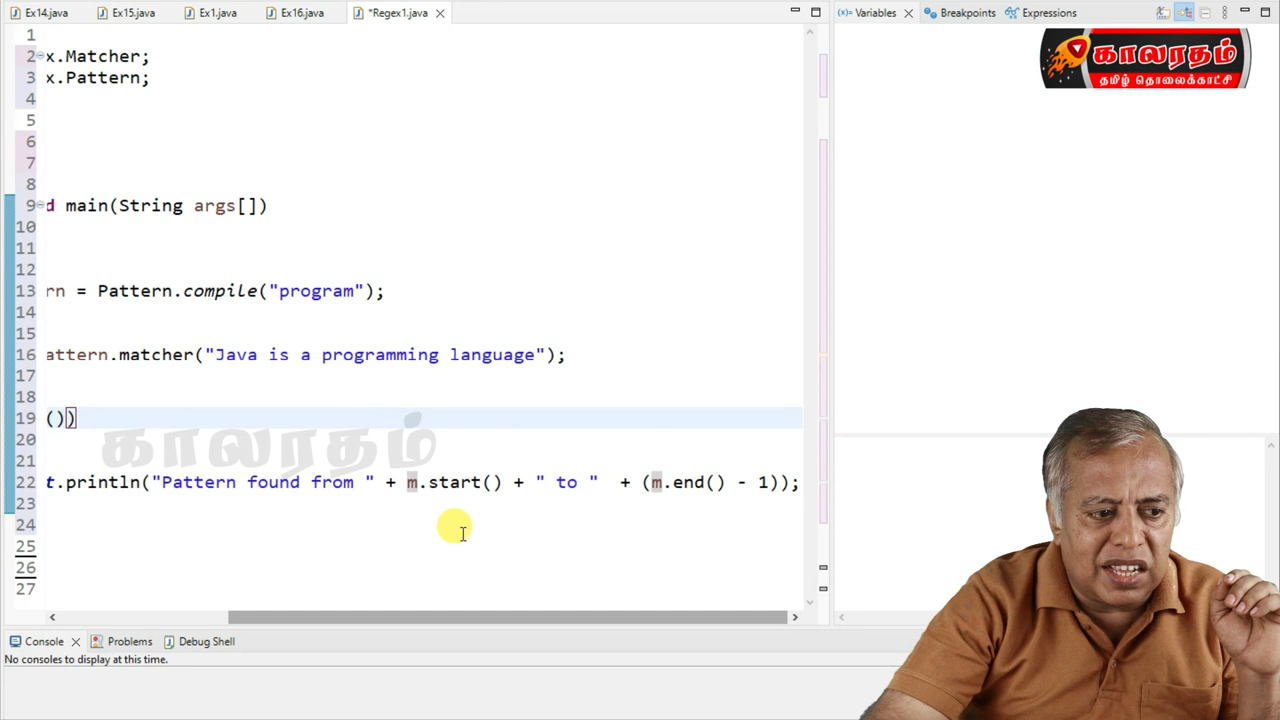 Ex14.java Ex15.java Ex1.java Ex16.java *Regex1.java
Variables Breakpoints Expressions
காலரதம்
தமிழ் தொலைக்காட்சி
1
2 x.Matcher;
3 x.Pattern;
4
5
6
7
8
9 d main(String args[])
10
11
12
13 rn = Pattern.compile("program");
14
15
16 attern.matcher("Java is a programming language");
17
18
19 ())
காலரதம்
20
21
22 t.println("Pattern found from " + m.start() + " to "  + (m.end() - 1));
23
24
25
26
27
Console Problems Debug Shell
No consoles to display at this time.